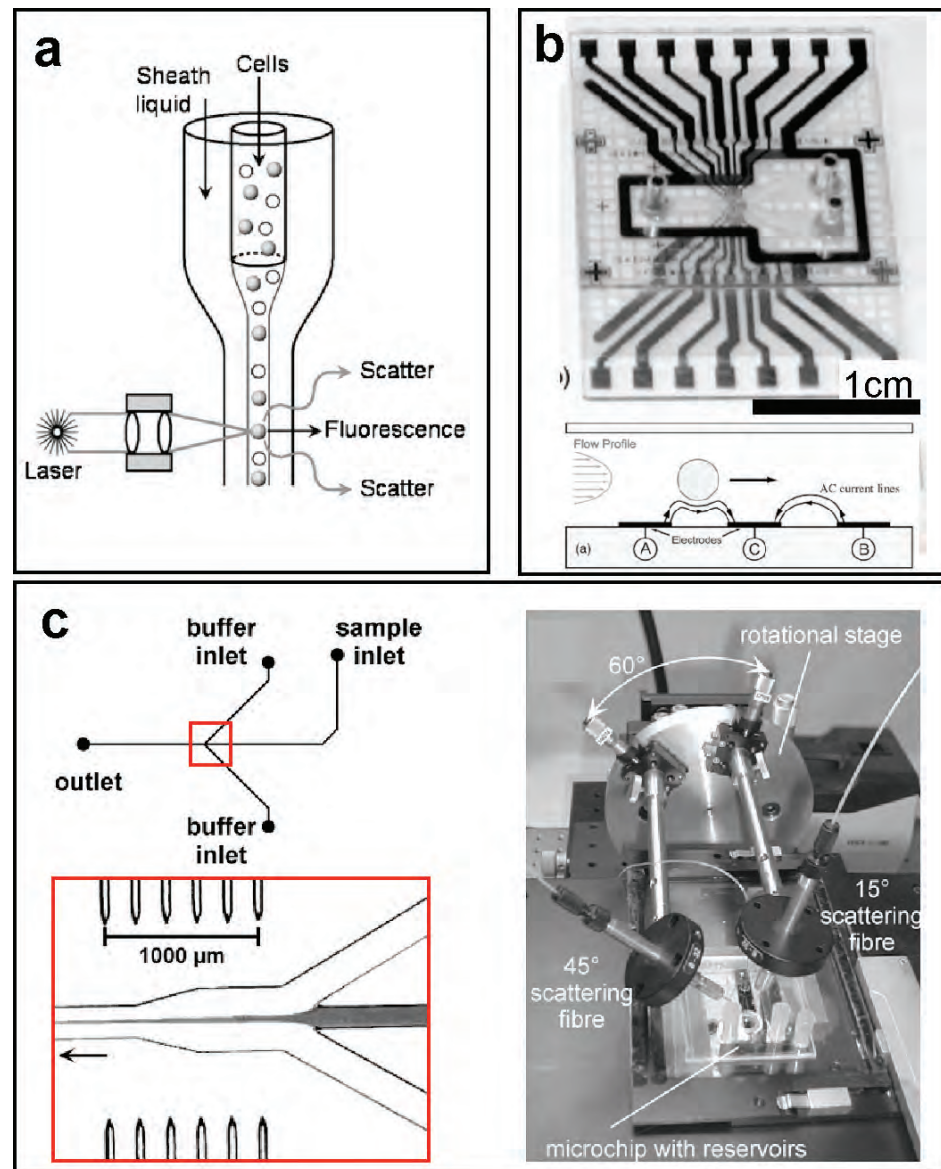 a
Sheath
liquid
Cells
Laser
Scatter
Fluorescence
Scatter
b
)
1cm
Flow Profile
AC current lines
Electrodes
(a)
A
C
B
c
buffer
inlet
sample
inlet
outlet
buffer
inlet
1000 µm
rotational stage
60°
15°
scattering
fibre
45°
scattering
fibre
microchip with reservoirs